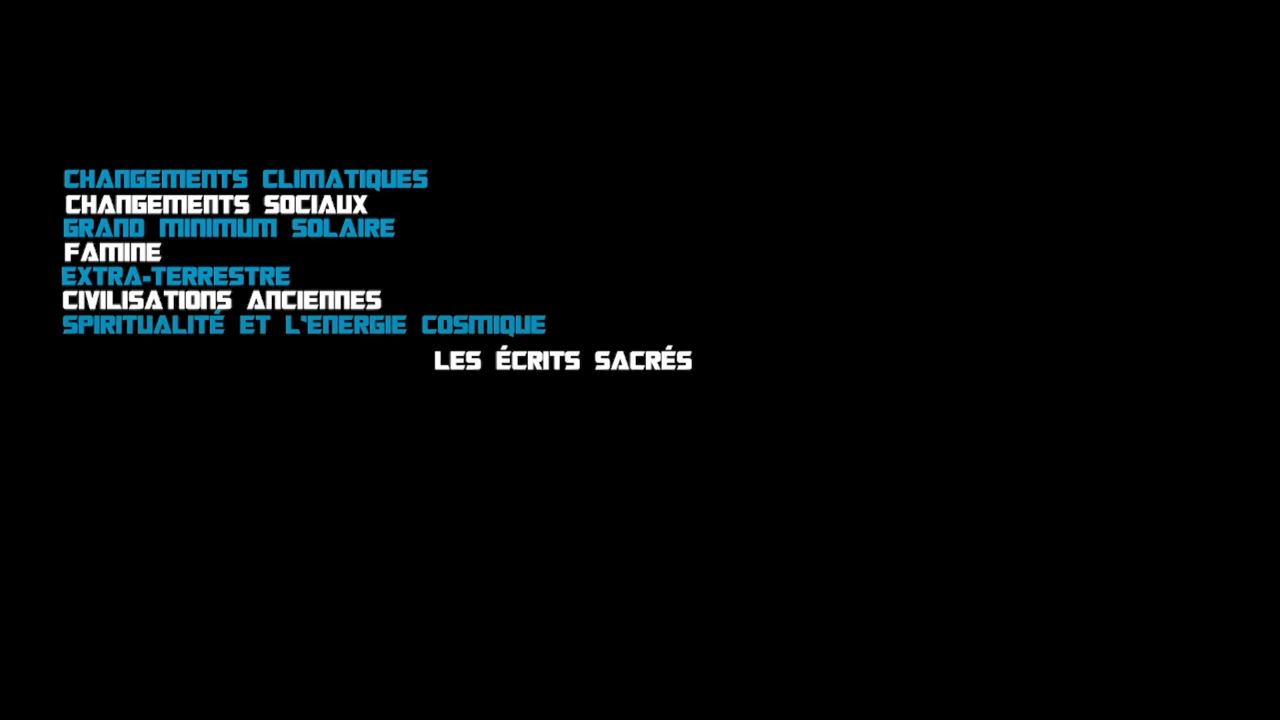 CHANGEMENTS CLIMATIQUES
CHANGEMENTS SOCIAUX
GRAND MINIMUM SOLAIRE
FAMINE
EXTRA-TERRESTRE
CIVILISATIONS ANCIENNES
SPIRITUALITÉ ET L'ENERGIE COSMIQUE
LES ÉCRITS SACRÉS